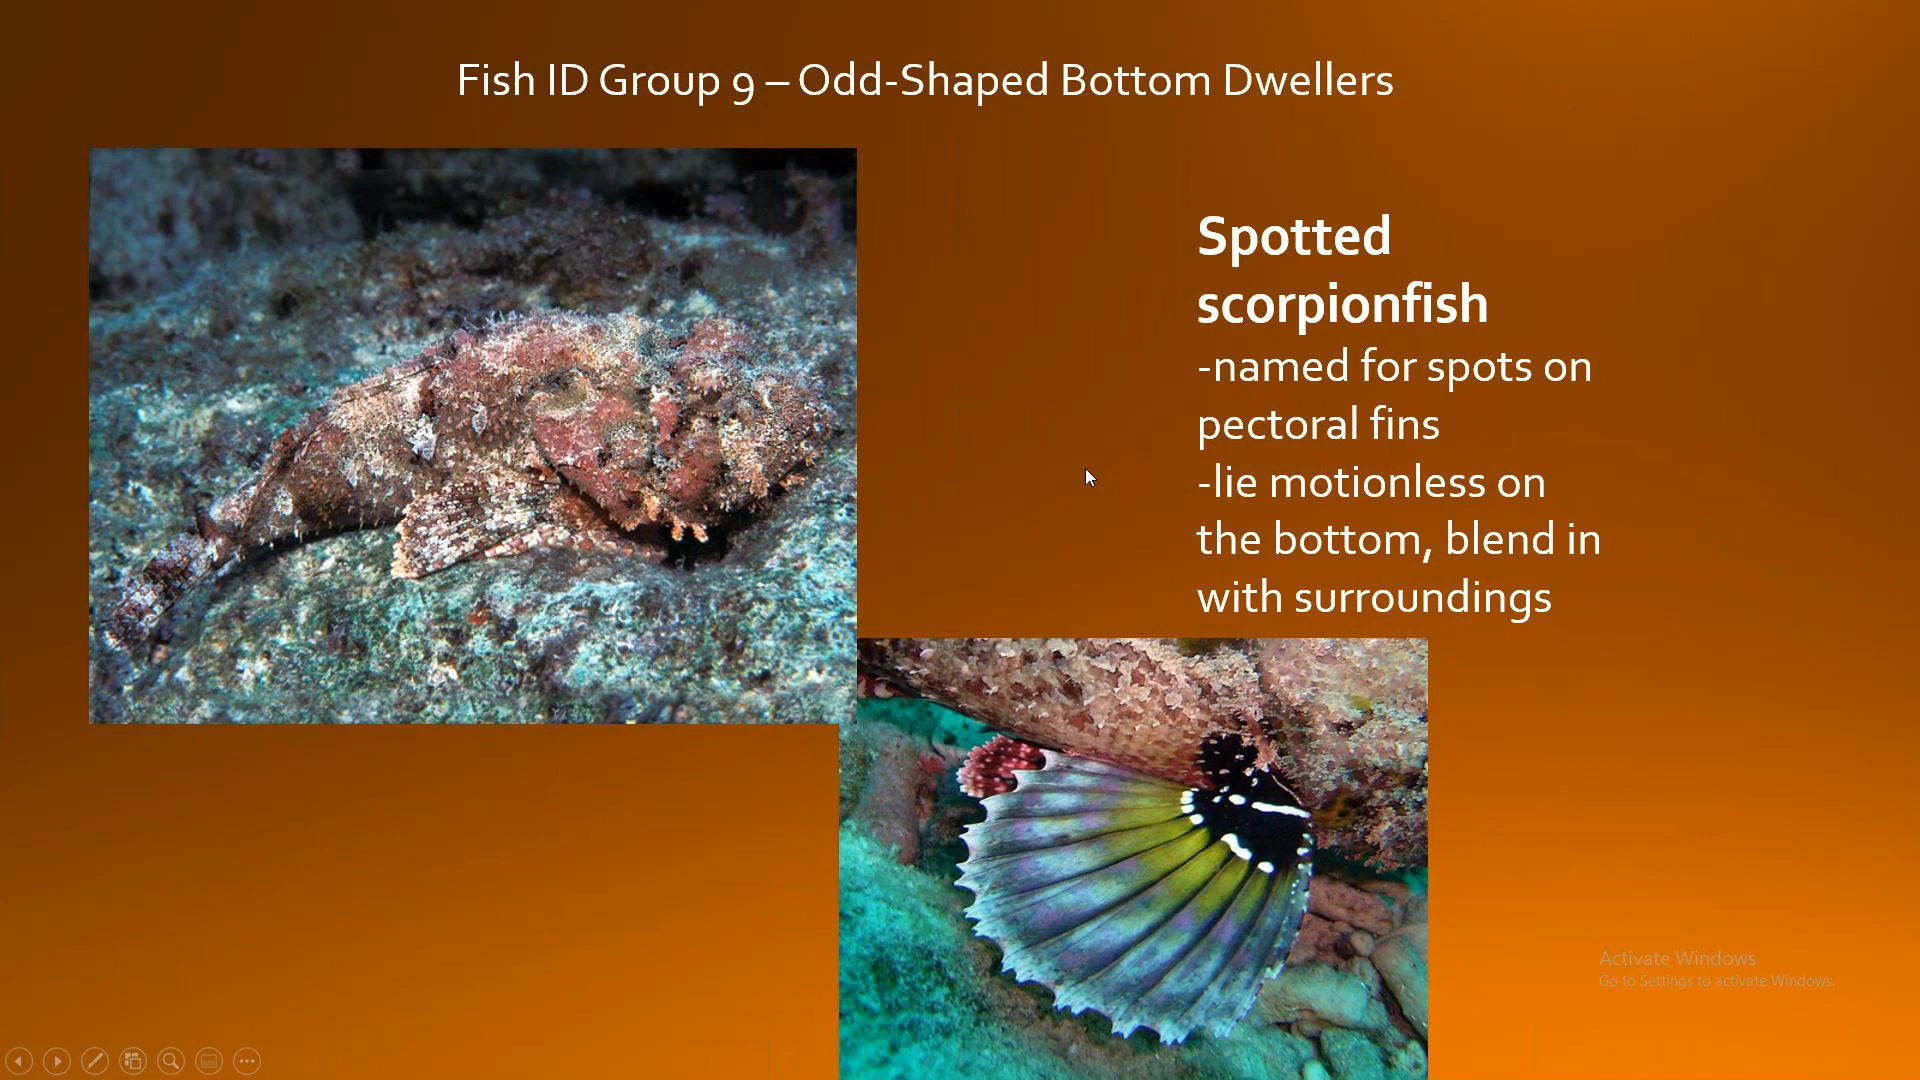 Fish ID Group 9 – Odd-Shaped Bottom Dwellers
Spotted
scorpionfish
-named for spots on
pectoral fins
-lie motionless on
the bottom, blend in
with surroundings
Activate Windows
Go to Settings to activate Windows.